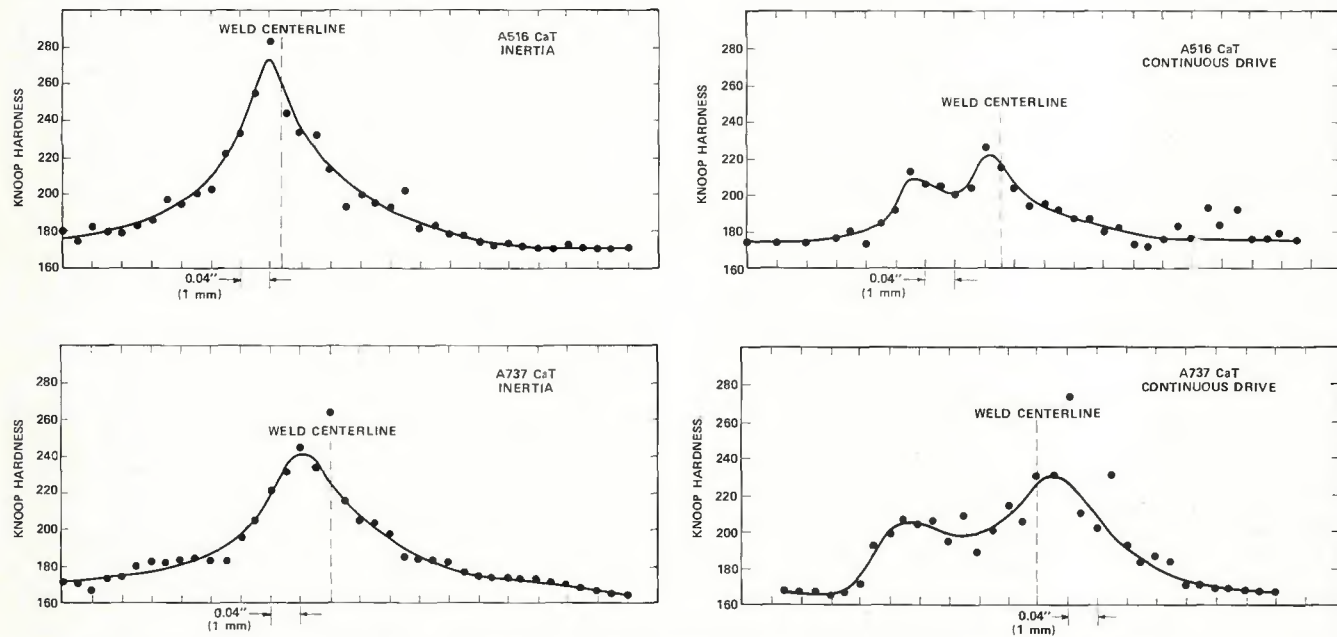 A516 CaT
INERTIA
WELD CENTERLINE
KNOOP HARDNESS
280
260
240
220
200
180
160
0.04"
(1 mm)
A516 CaT
CONTINUOUS DRIVE
WELD CENTERLINE
KNOOP HARDNESS
280
260
240
220
200
180
160
0.04"
(1 mm)
A737 CaT
INERTIA
WELD CENTERLINE
KNOOP HARDNESS
280
260
240
220
200
180
160
0.04"
(1 mm)
A737 CaT
CONTINUOUS DRIVE
WELD CENTERLINE
KNOOP HARDNESS
280
260
240
220
200
180
160
0.04"
(1 mm)